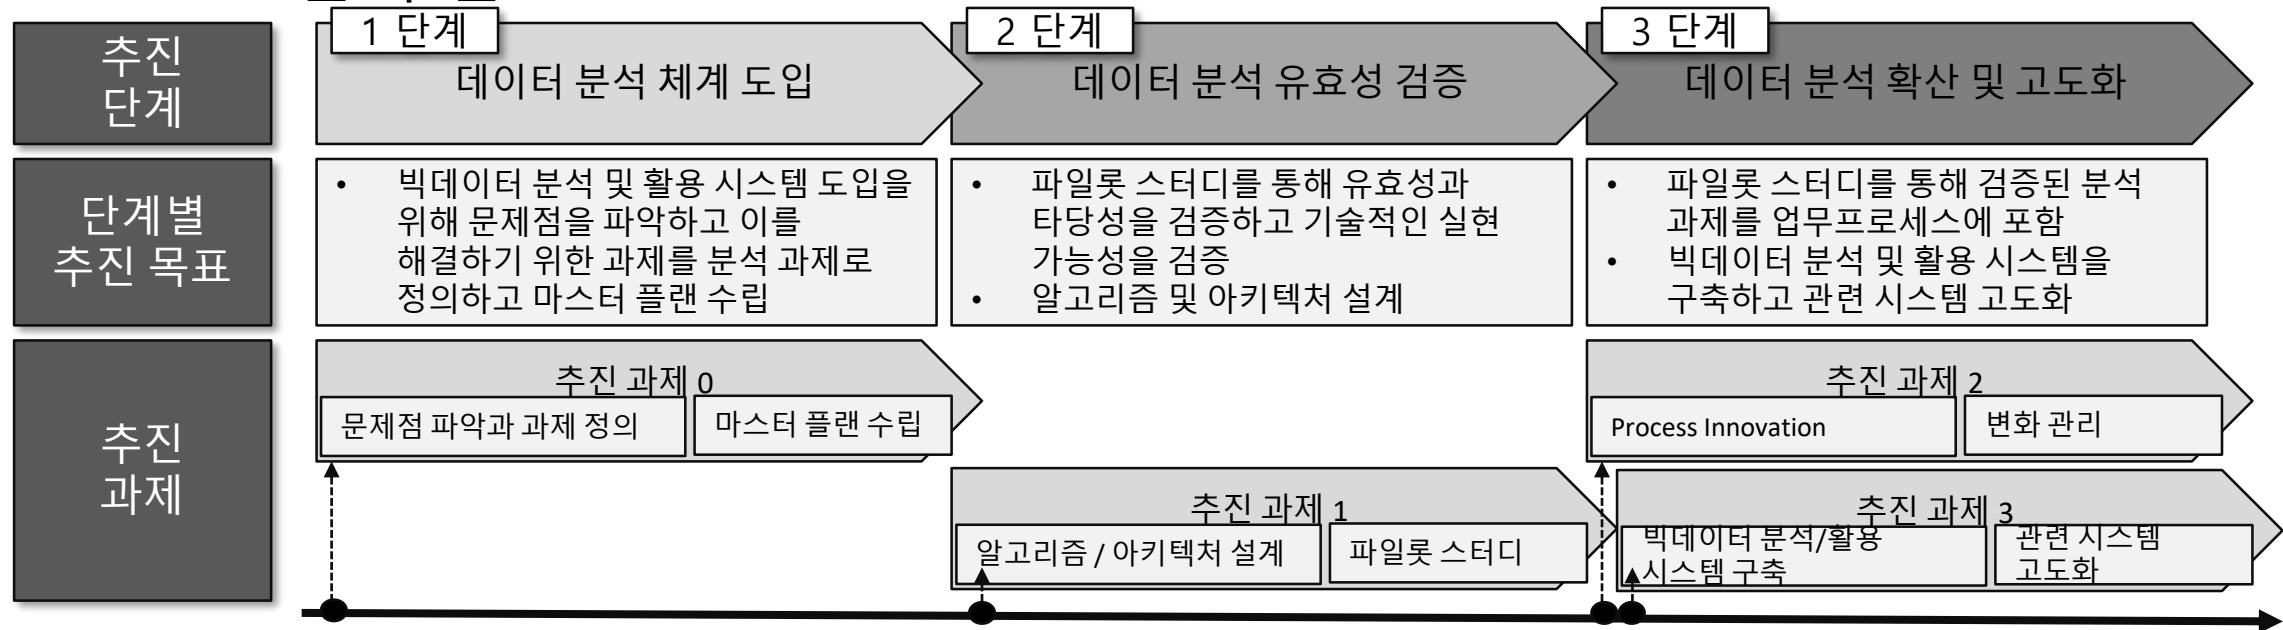 추진
단계
1 단계
데이터 분석 체계 도입
2 단계
데이터 분석 유효성 검증
3 단계
데이터 분석 확산 및 고도화
단계별
추진 목표
• 빅데이터 분석 및 활용 시스템 도입을
위해 문제점을 파악하고 이를
해결하기 위한 과제를 분석 과제로
정의하고 마스터 플랜 수립
• 파일롯 스터디를 통해 유효성과
타당성을 검증하고 기술적인 실현
가능성을 검증
• 알고리즘 및 아키텍처 설계
• 파일롯 스터디를 통해 검증된 분석
과제를 업무프로세스에 포함
• 빅데이터 분석 및 활용 시스템을
구축하고 관련 시스템 고도화
추진
과제
추진 과제 0
문제점 파악과 과제 정의
마스터 플랜 수립
추진 과제 1
알고리즘 / 아키텍처 설계
파일롯 스터디
추진 과제 2
Process Innovation
변화 관리
추진 과제 3
빅데이터 분석/활용
시스템 구축
관련 시스템
고도화